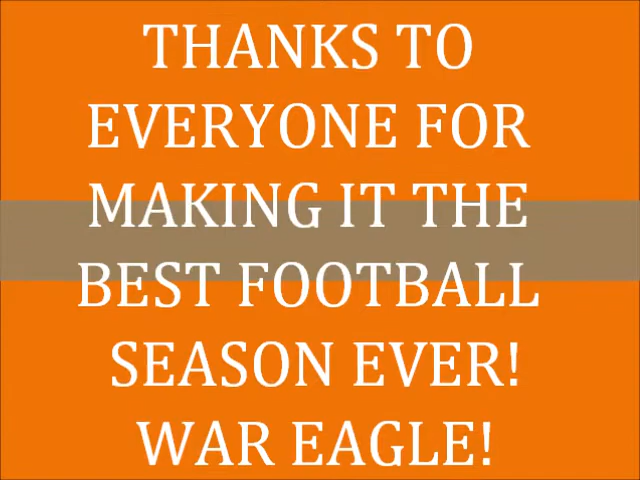 THANKS TO
EVERYONE FOR
MAKING IT THE
BEST FOOTBALL
SEASON EVER!
WAR EAGLE!